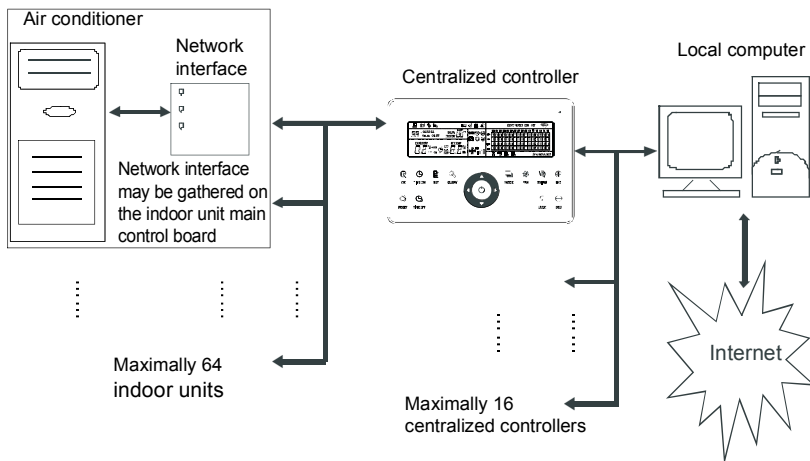 Air conditioner
Network
interface
Network interface
may be gathered on
the indoor unit main
control board
Maximally 64
indoor units
Centralized controller
Maximally 16
centralized controllers
Local computer
Internet